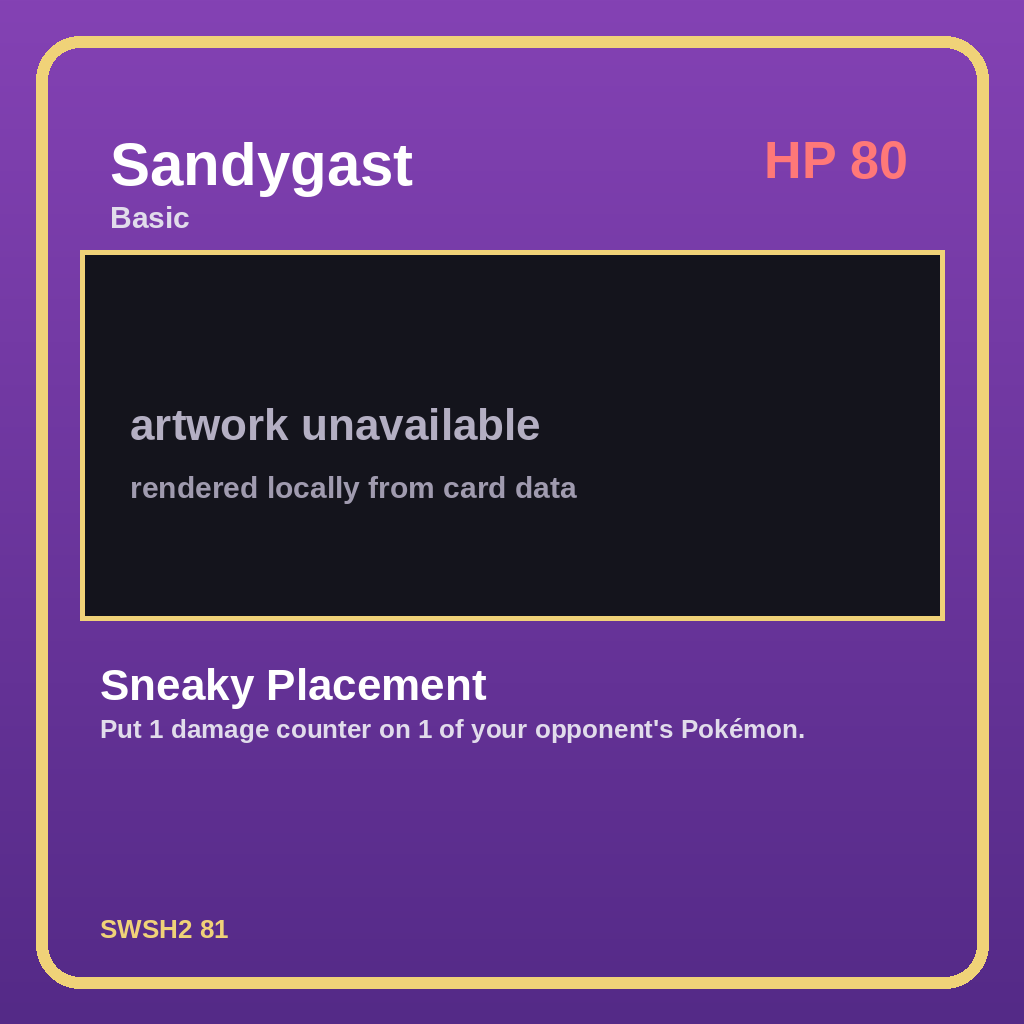 Sandygast
HP 80
Basic
artwork unavailable
rendered locally from card data
Sneaky Placement
Put 1 damage counter on 1 of your opponent's Pokémon.
SWSH2 81